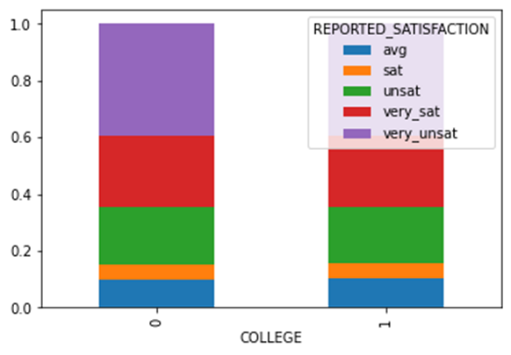 1.0
0.8
0.6
0.4
0.2
0.0
REPORTED_SATISFACTION
avg
sat
unsat
very_sat
very_unsat
0
1
COLLEGE